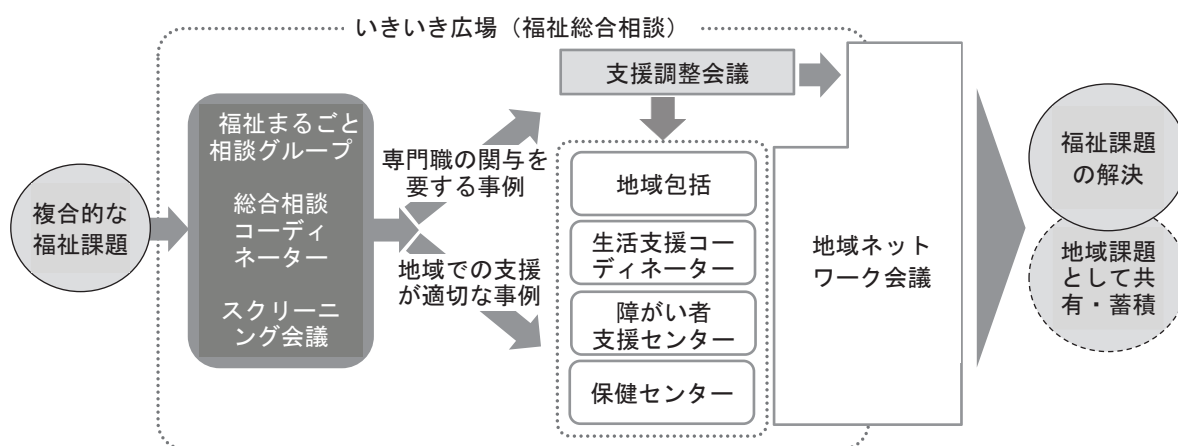 いきいき広場（福祉総合相談）
複合的な
福祉課題
福祉まるごと
相談グループ
総合相談
コーディ
ネーター
スクリーニ
ング会議
専門職の関与を
要する事例
地域での支援
が適切な事例
支援調整会議
地域包括
生活支援コー
ディネーター
障がい者
支援センター
保健センター
地域ネット
ワーク会議
福祉課題
の解決
地域課題
として共
有・蓄積